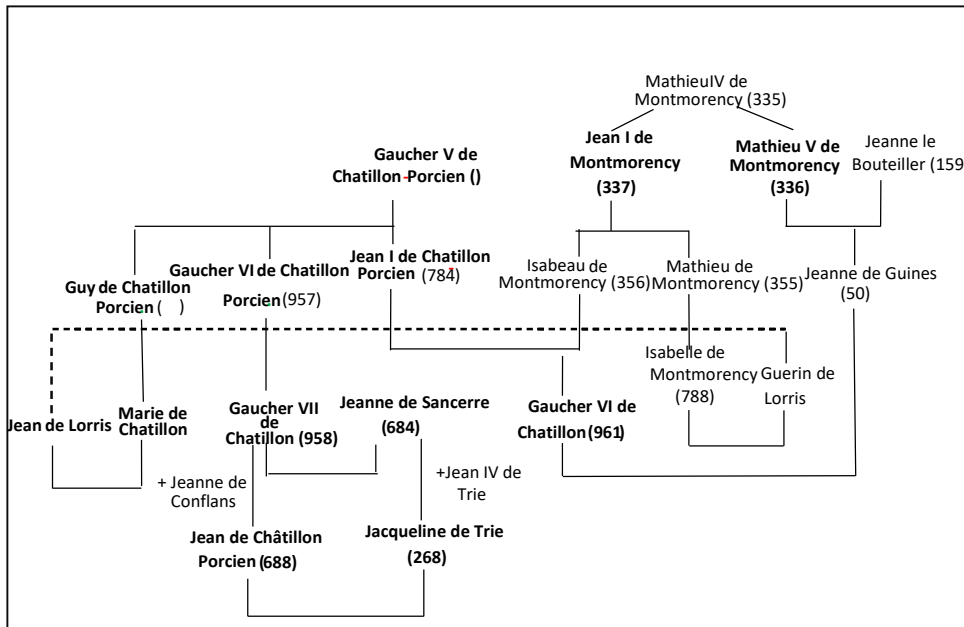 MathieuIV de
Montmorency (335)
Jean I de
Montmorency
(337)
Mathieu V de
Montmorency
(336)
Jeanne le
Bouteiller (159
Gaucher V de
Chatillon-Porcien ()
Guy de Chatillon
Porcien ( )
Gaucher VI de Chatillon
Porcien (957)
Jean I de Chatillon
Porcien (784)
Isabeau de
Montmorency (356)
Mathieu de
Montmorency (355)
Jeanne de Guines
(50)
Jean de Lorris
Marie de
Chatillon
Gaucher VII
de
Chatillon (958)
Jeanne de Sancerre
(684)
Gaucher VI de
Chatillon (961)
Isabelle de
Montmorency
(788)
Guerin de
Lorris
+ Jeanne de
Conflans
+Jean IV de
Trie
Jean de Châtillon
Porcien (688)
Jacqueline de Trie
(268)